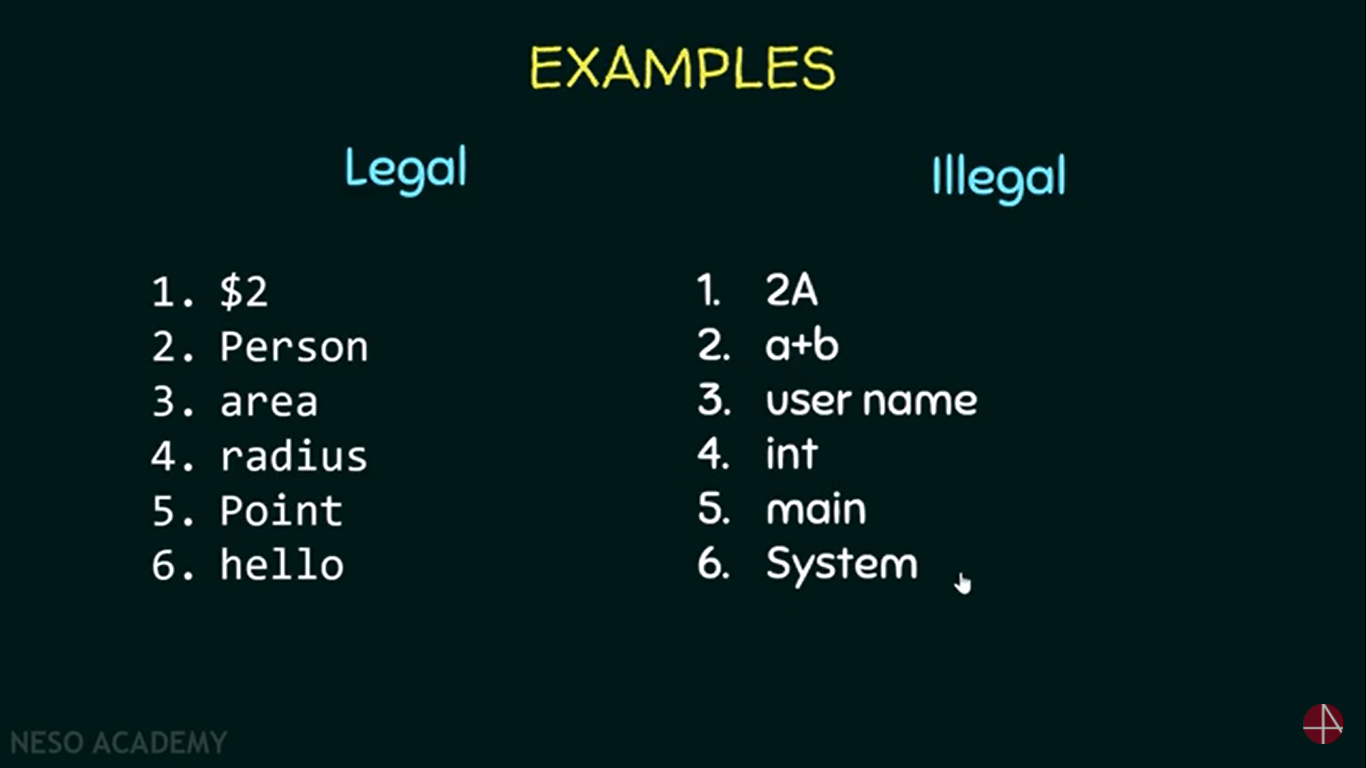 EXAMPLES
Legal
1. $2
2. Person
3. area
4. radius
5. Point
6. hello
Illegal
1. 2A
2. a+b
3. user name
4. int
5. main
6. System
NESO ACADEMY